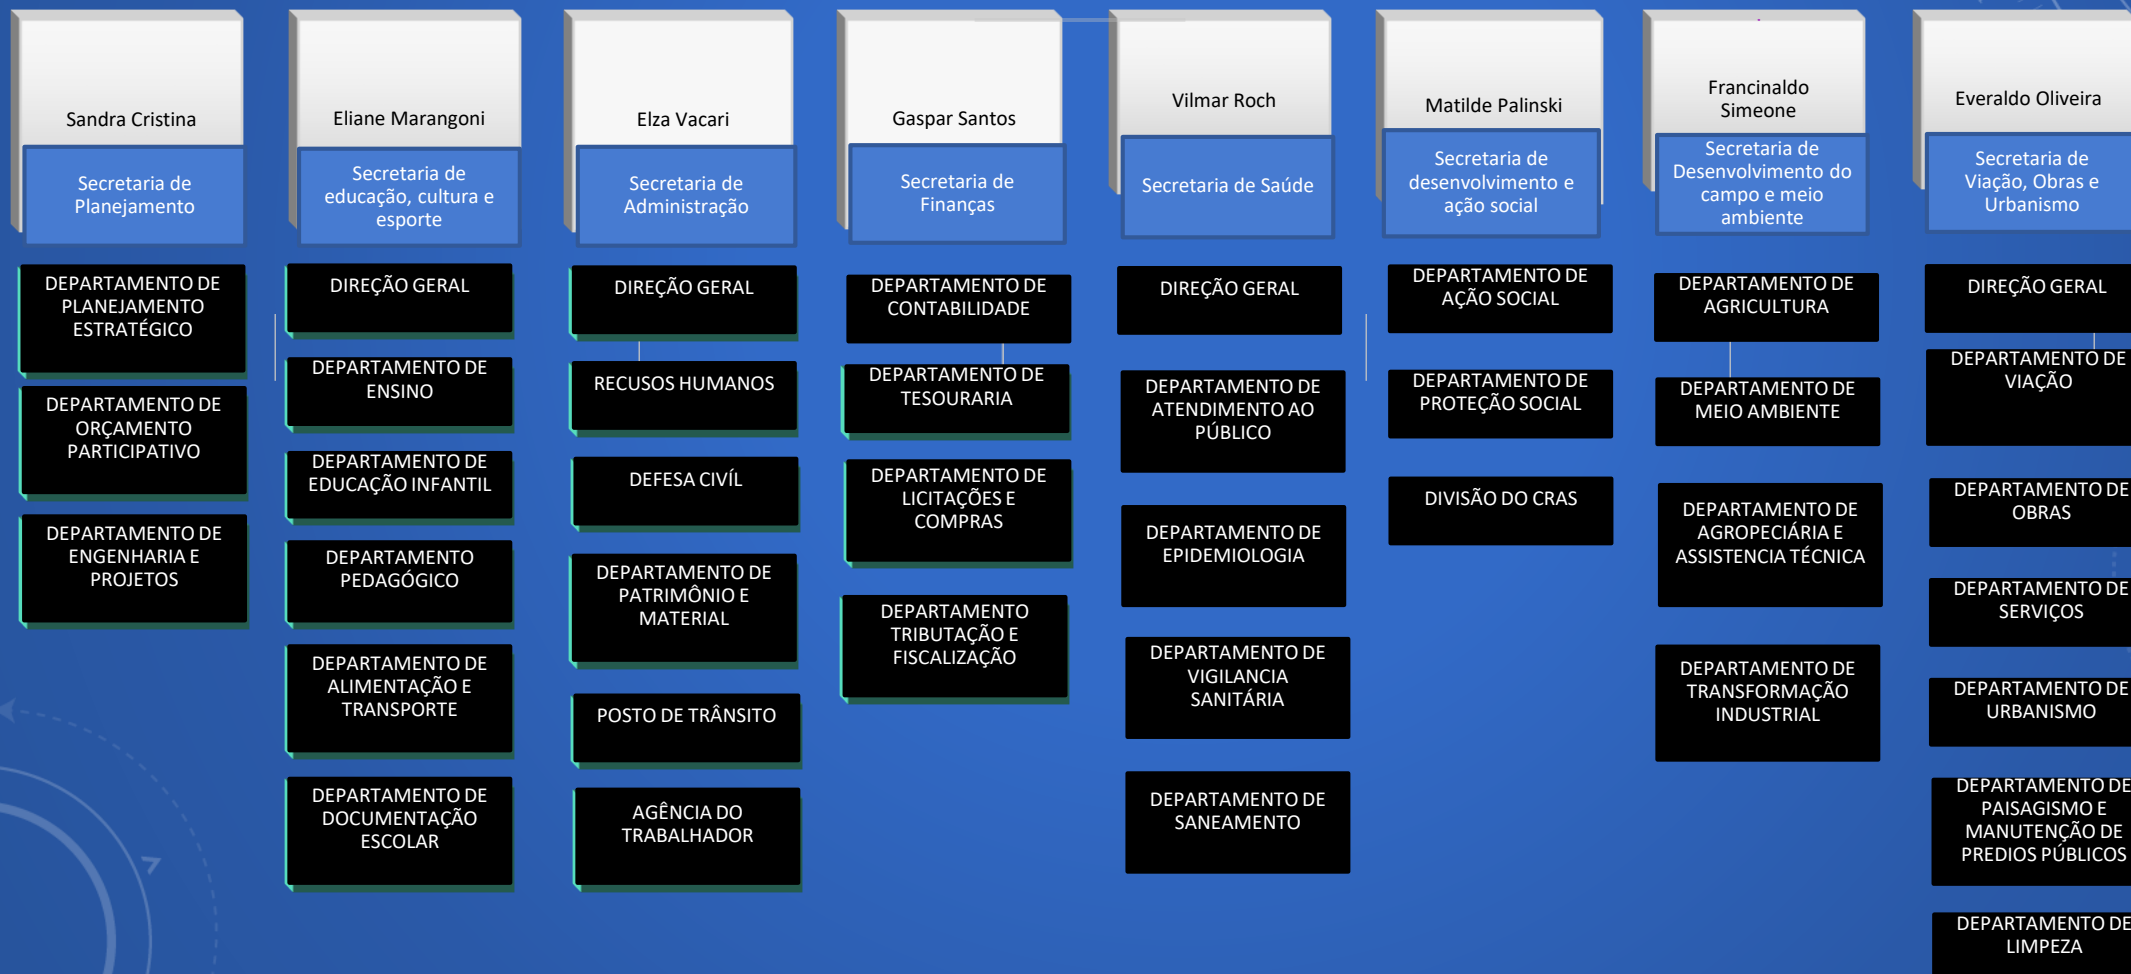 Sandra Cristina
Secretaria de
Planejamento
DEPARTAMENTO DE
PLANEJAMENTO
ESTRATÉGICO
DEPARTAMENTO DE
ORÇAMENTO
PARTICIPATIVO
DEPARTAMENTO DE
ENGENHARIA E
PROJETOS
Eliane Marangoni
Secretaria de
educação, cultura e
esporte
DIREÇÃO GERAL
DEPARTAMENTO DE
ENSINO
DEPARTAMENTO DE
EDUCAÇÃO INFANTIL
DEPARTAMENTO
PEDAGÓGICO
DEPARTAMENTO DE
ALIMENTAÇÃO E
TRANSPORTE
DEPARTAMENTO DE
DOCUMENTAÇÃO
ESCOLAR
Elza Vacari
Secretaria de
Administração
DIREÇÃO GERAL
RECUSOS HUMANOS
DEFESA CIVÍL
DEPARTAMENTO DE
PATRIMÔNIO E
MATERIAL
POSTO DE TRÂNSITO
AGÊNCIA DO
TRABALHADOR
Gaspar Santos
Secretaria de
Finanças
DEPARTAMENTO DE
CONTABILIDADE
DEPARTAMENTO DE
TESOURARIA
DEPARTAMENTO DE
LICITAÇÕES E
COMPRAS
DEPARTAMENTO
TRIBUTAÇÃO E
FISCALIZAÇÃO
Vilmar Roch
Secretaria de Saúde
DIREÇÃO GERAL
DEPARTAMENTO DE
ATENDIMENTO AO
PÚBLICO
DEPARTAMENTO DE
EPIDEMIOLOGIA
DEPARTAMENTO DE
VIGILANCIA
SANITÁRIA
DEPARTAMENTO DE
SANEAMENTO
Matilde Palinski
Secretaria de
desenvolvimento e
ação social
DEPARTAMENTO DE
AÇÃO SOCIAL
DEPARTAMENTO DE
PROTEÇÃO SOCIAL
DIVISÃO DO CRAS
Francinaldo
Simeone
Secretaria de
Desenvolvimento do
campo e meio
ambiente
DEPARTAMENTO DE
AGRICULTURA
DEPARTAMENTO DE
MEIO AMBIENTE
DEPARTAMENTO DE
AGROPECIÁRIA E
ASSISTENCIA TÉCNICA
DEPARTAMENTO DE
TRANSFORMAÇÃO
INDUSTRIAL
Everaldo Oliveira
Secretaria de
Viação, Obras e
Urbanismo
DIREÇÃO GERAL
DEPARTAMENTO DE
VIAÇÃO
DEPARTAMENTO DE
OBRAS
DEPARTAMENTO DE
SERVIÇOS
DEPARTAMENTO DE
URBANISMO
DEPARTAMENTO DE
PAISAGISMO E
MANUTENÇÃO DE
PREDIOS PÚBLICOS
DEPARTAMENTO DE
LIMPEZA